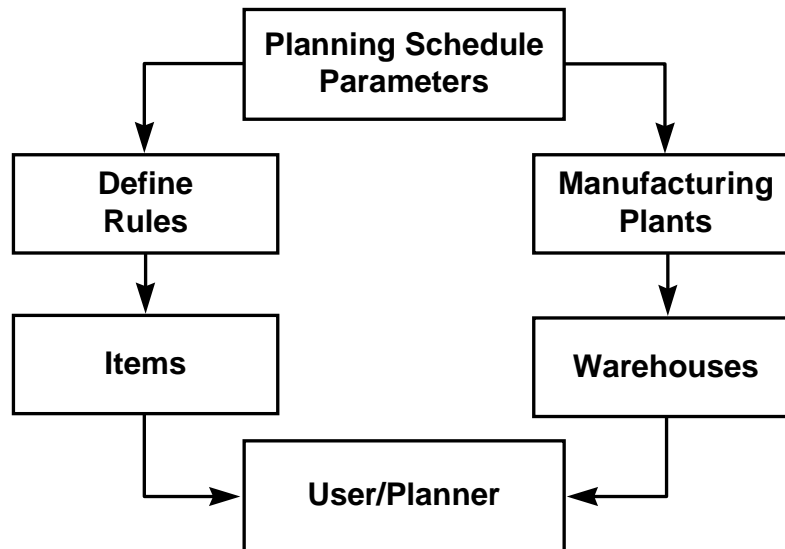 Planning Schedule
Parameters
Define
Rules
Manufacturing
Plants
Items
Warehouses
User/Planner